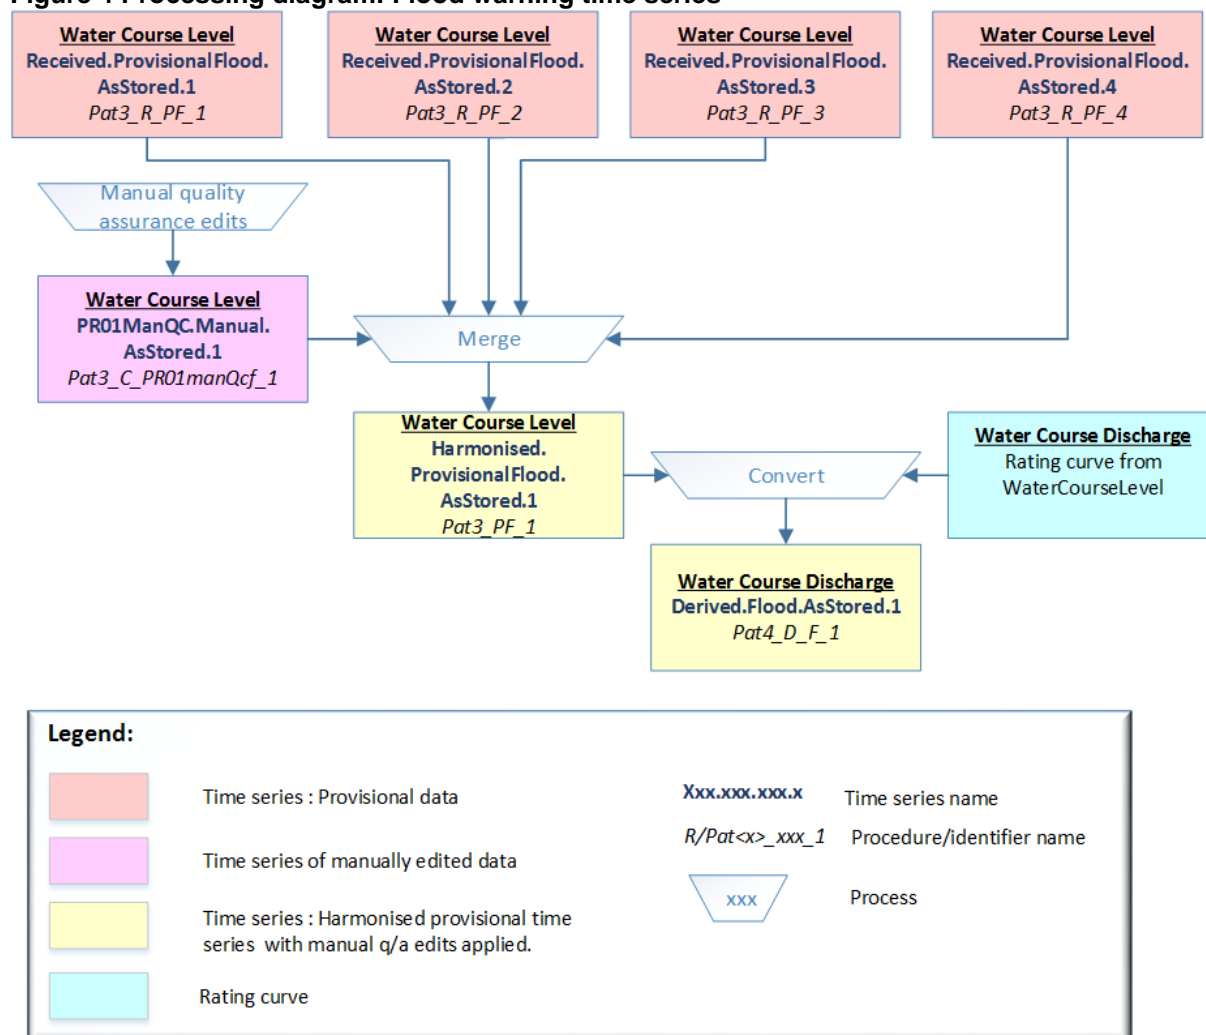 Water Course Level
Received.ProvisionalFlood.
AsStored.1
Pat3_R_PF_1
Water Course Level
Received.ProvisionalFlood.
AsStored.2
Pat3_R_PF_2
Water Course Level
Received.ProvisionalFlood.
AsStored.3
Pat3_R_PF_3
Water Course Level
Received.ProvisionalFlood.
AsStored.4
Pat3_R_PF_4
Manual quality
assurance edits
Water Course Level
PR01ManQC.Manual.
AsStored.1
Pat3_C_PR01manQcf_1
Merge
Water Course Level
Harmonised.
ProvisionalFlood.
AsStored.1
Pat3_PF_1
Convert
Water Course Discharge
Rating curve from
WaterCourseLevel
Water Course Discharge
Derived.Flood.AsStored.1
Pat4_D_F_1
Legend:
Time series : Provisional data
Time series of manually edited data
Time series : Harmonised provisional time
series with manual q/a edits applied.
Rating curve
Xxx.xxx.xxx.x Time series name
R/Pat<x>_xxx_1 Procedure/identifier name
xxx Process